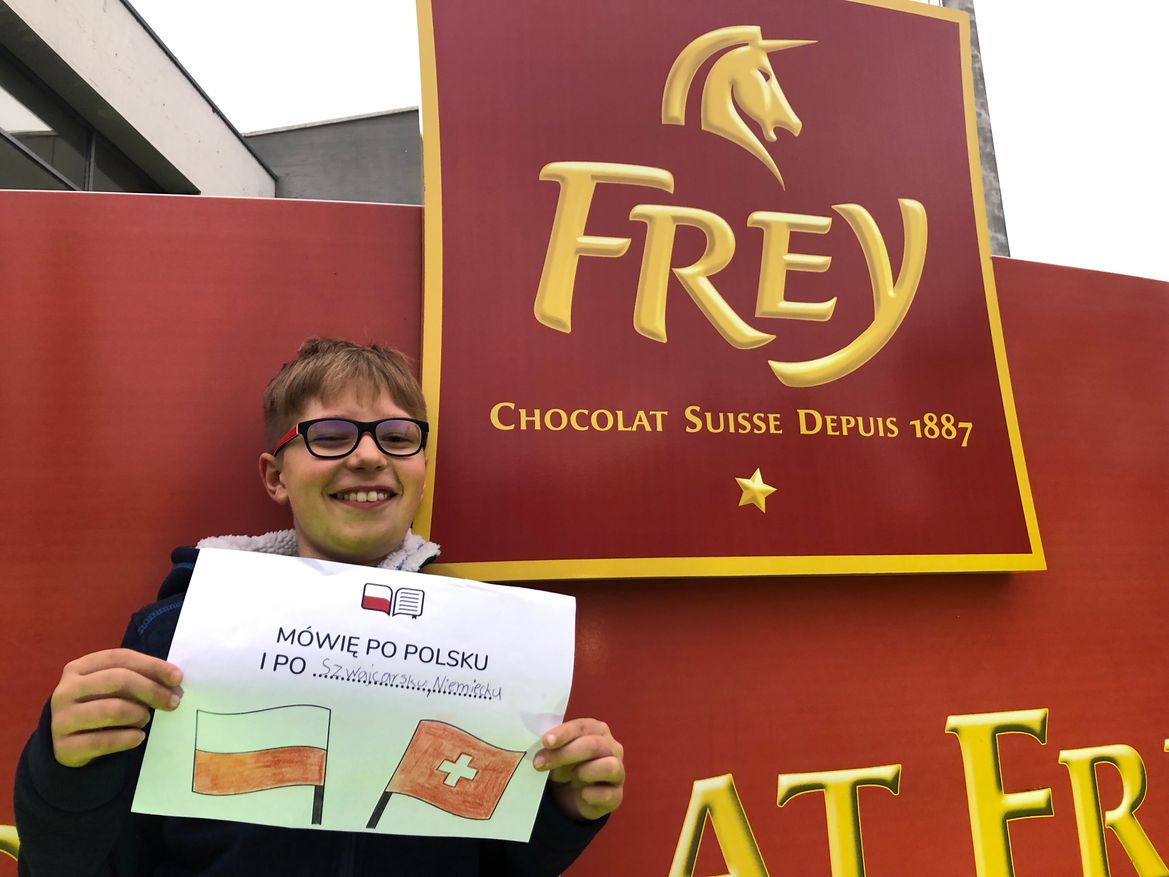 FREY
CHOCOLAT SUISSE DEPUIS 1887
MÓWIĘ PO POLSKU
I PO Szwajcarsku, Niemiecku
AT FR